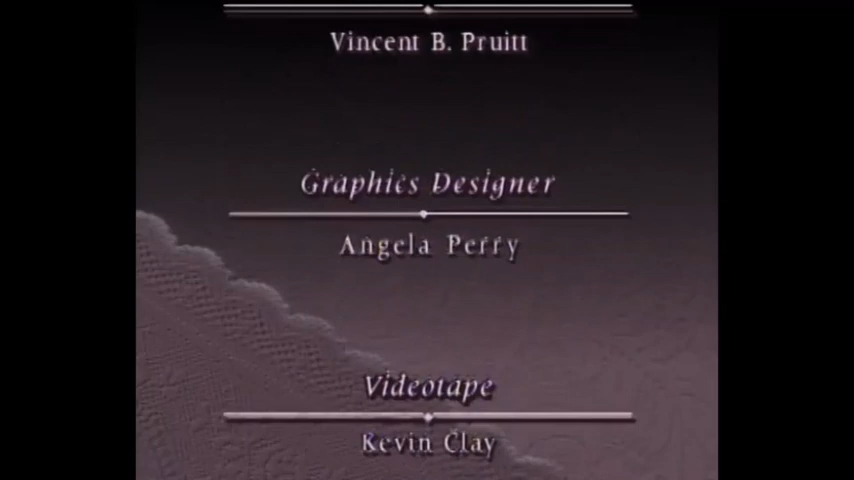 Vincent B. Pruitt
Graphics Designer
Angela Perry
Videotape
Kevin Clay